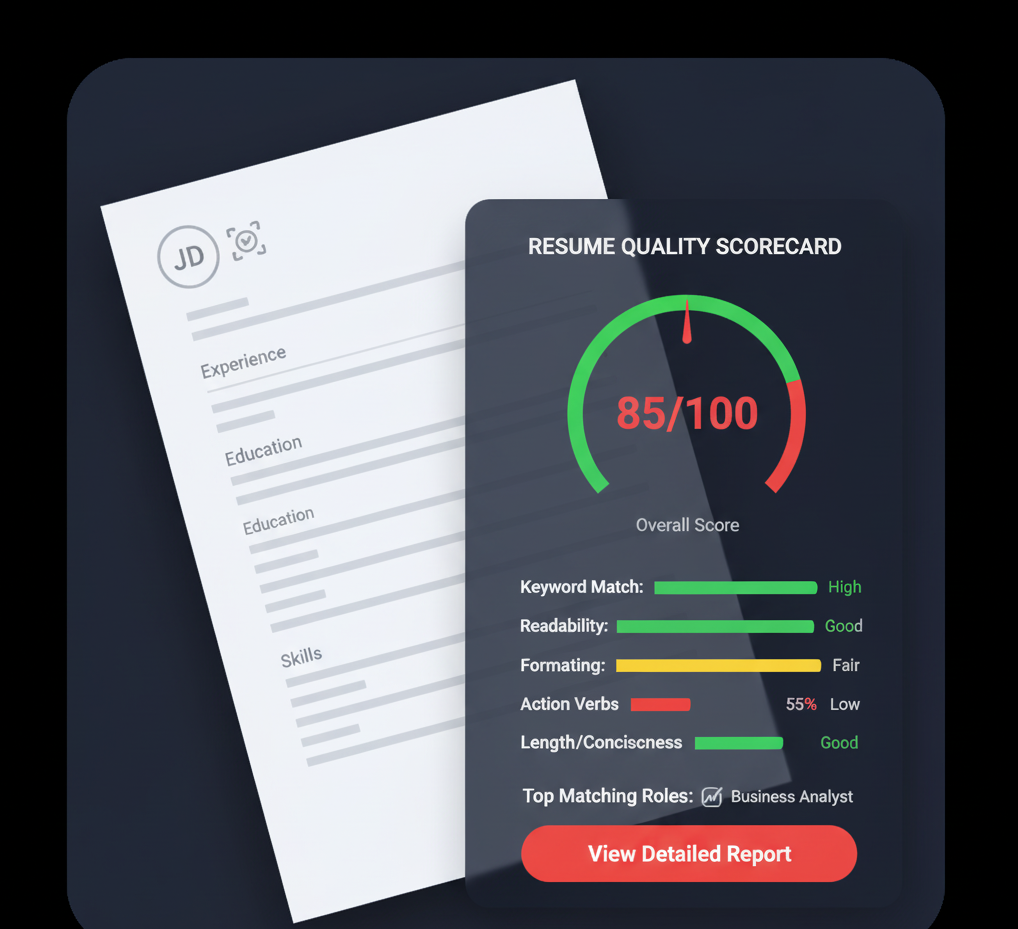 JD
Experience
Education
Education
Skills
RESUME QUALITY SCORECARD
85/100
Overall Score
Keyword Match: High
Readability: Good
Formating: Fair
Action Verbs 55% Low
Length/Conciscness Good
Top Matching Roles: Business Analyst
View Detailed Report